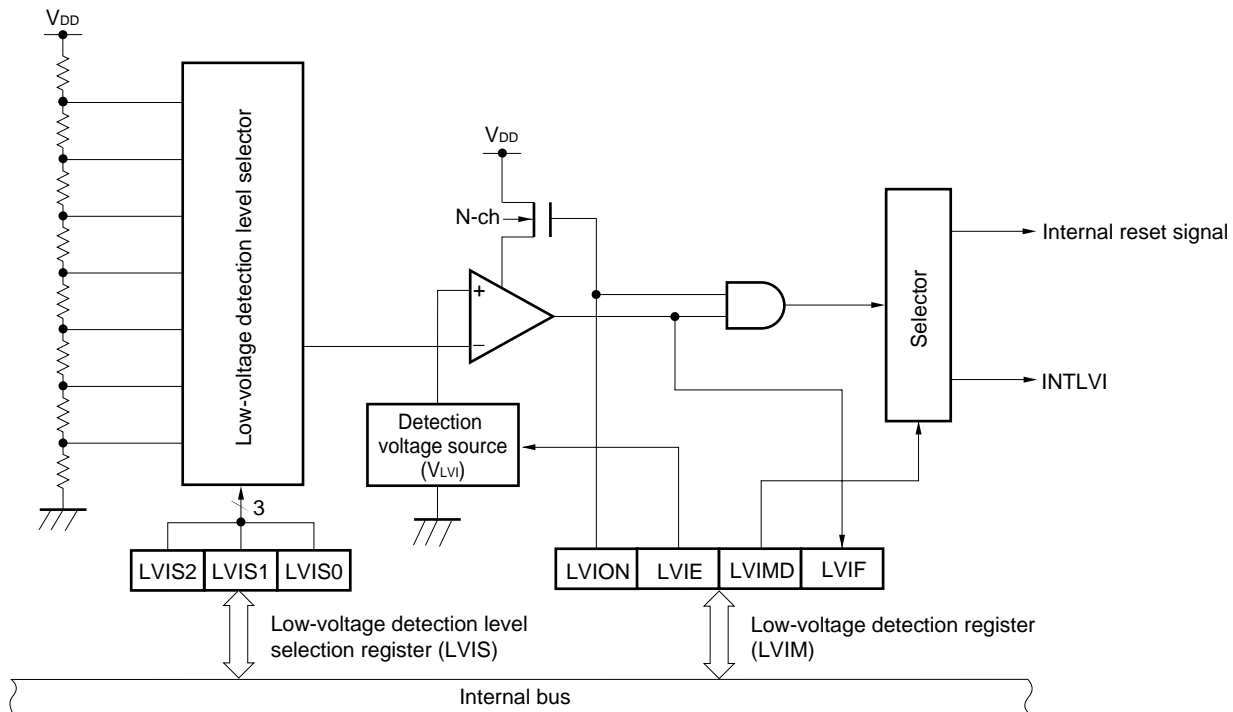 VDD
Low-voltage detection level selector
VDD
N-ch
+
−
Detection
voltage source
(VLVI)
Selector
Internal reset signal
INTLVI
3
LVIS2 LVIS1 LVIS0
LVION LVIE LVIMD LVIF
Low-voltage detection level
selection register (LVIS)
Low-voltage detection register
(LVIM)
Internal bus